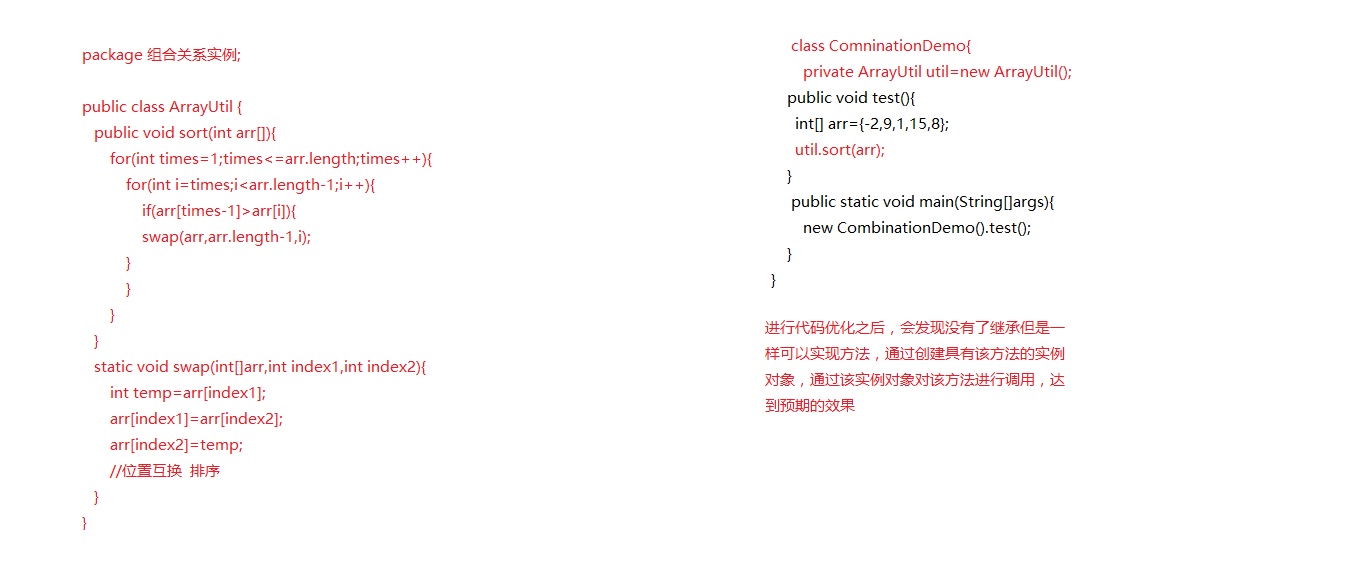 package 组合关系实例;
public class ArrayUtil {
public void sort(int arr[]){
for(int times=1;times<=arr.length;times++){
for(int i=times;i<arr.length-1;i++){
if(arr[times-1]>arr[i]){
swap(arr,arr.length-1,i);
}
}
}
}
static void swap(int[]arr,int index1,int index2){
int temp=arr[index1];
arr[index1]=arr[index2];
arr[index2]=temp;
//位置互换 排序
}
}
class ComninationDemo{
private ArrayUtil util=new ArrayUtil();
public void test(){
int[] arr={-2,9,1,15,8};
util.sort(arr);
}
public static void main(String[]args){
new CombinationDemo().test();
}
}
进行代码优化之后，会发现没有了继承但是一
样可以实现方法，通过创建具有该方法的实例
对象，通过该实例对象对该方法进行调用，达
到预期的效果